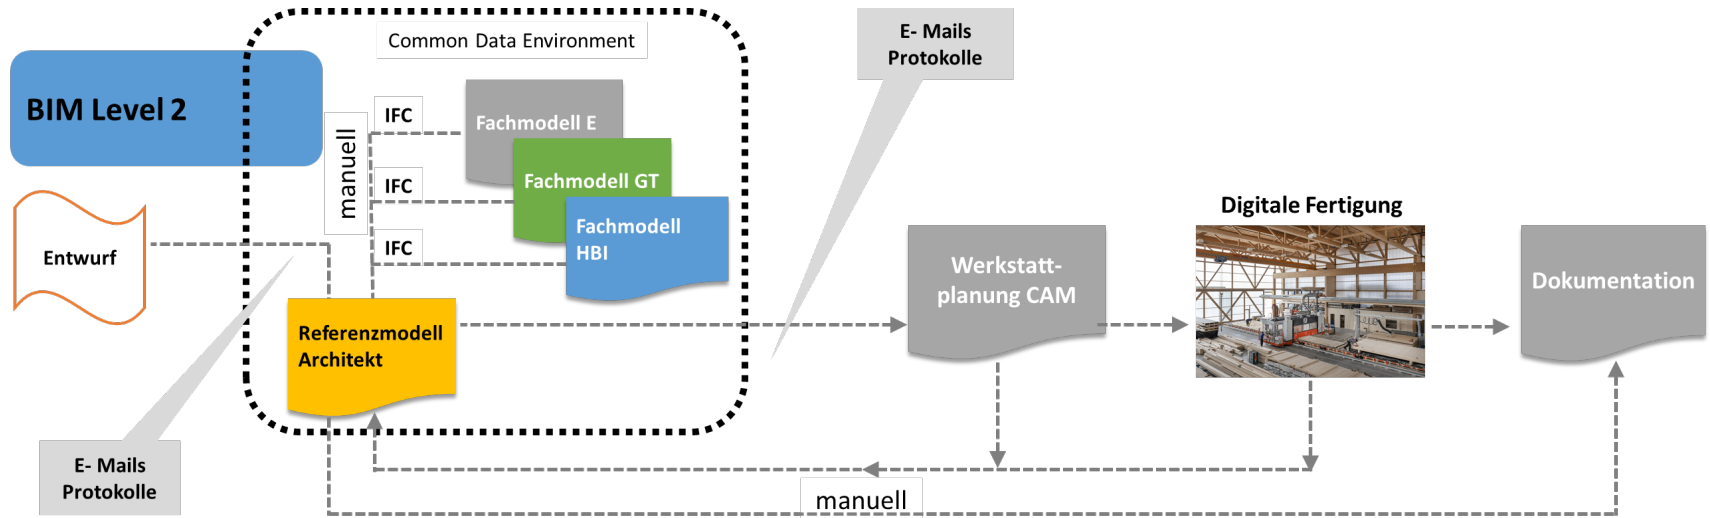 Common Data Environment
E- Mails
Protokolle
BIM Level 2
manuell
IFC
Fachmodell E
IFC
Fachmodell GT
IFC
Fachmodell
HBI
Entwurf
Referenzmodell
Architekt
Werkstatt-
planung CAM
Digitale Fertigung
Dokumentation
E- Mails
Protokolle
manuell